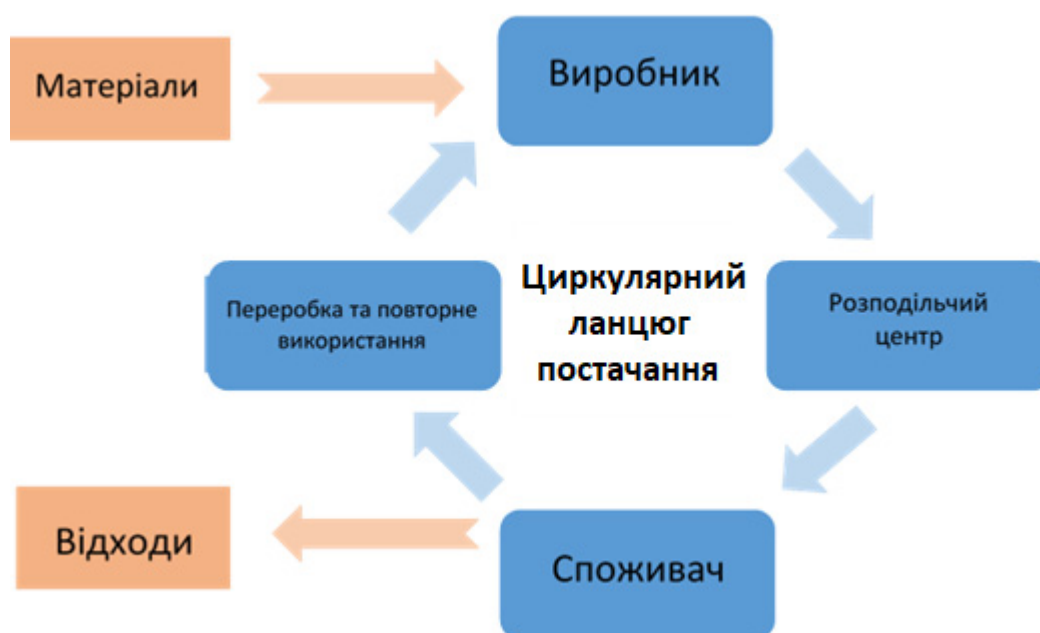 Матеріали
Виробник
Переробка та повторне
використання
Циркулярний
ланцюг
постачання
Розподільчий
центр
Відходи
Споживач